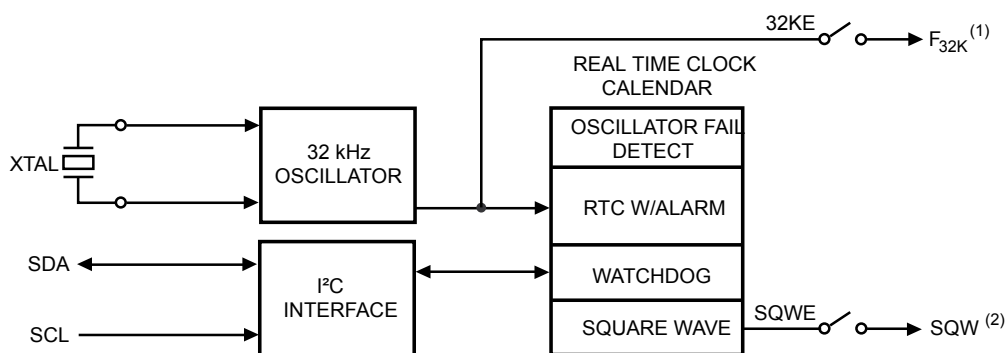 32KE
F32K (1)
REAL TIME CLOCK
CALENDAR
OSCILLATOR FAIL
DETECT
XTAL
32 kHz
OSCILLATOR
RTC W/ALARM
SDA
I²C
INTERFACE
WATCHDOG
SCL
SQUARE WAVE
SQWE
SQW (2)